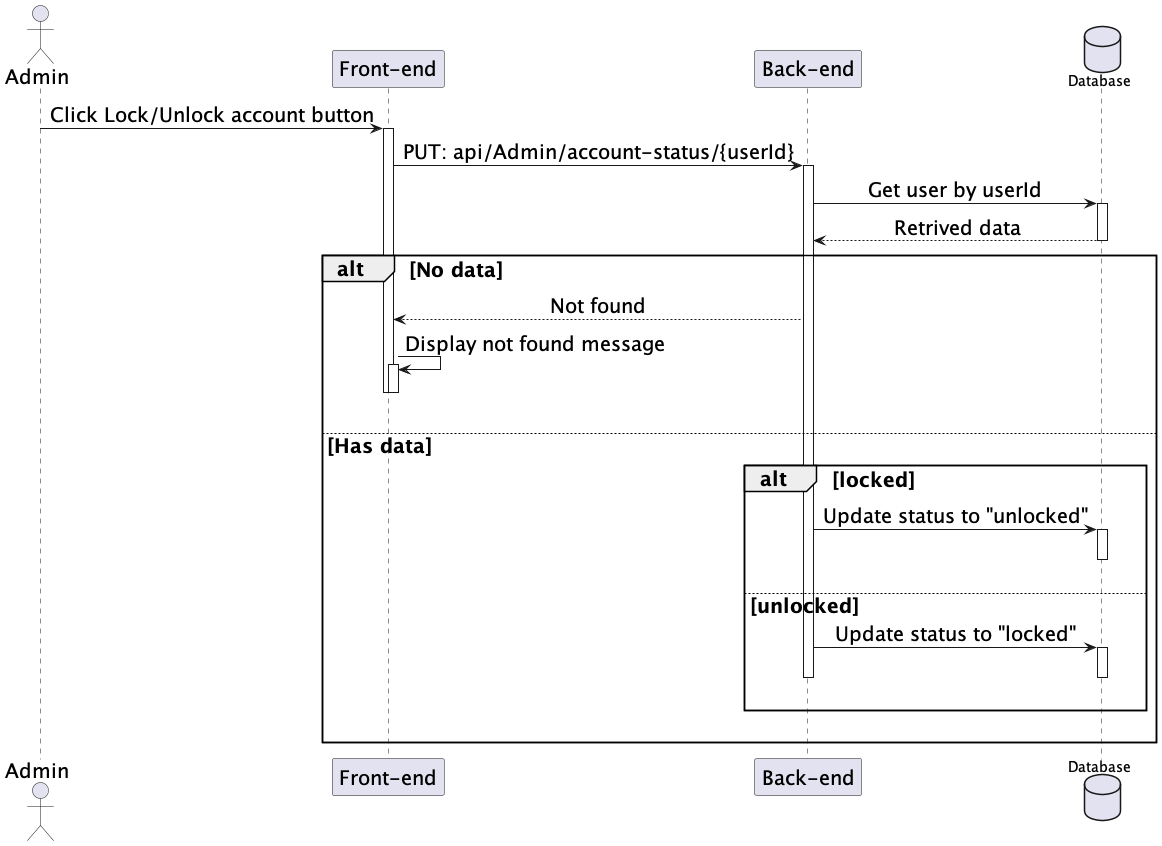 Admin
Front-end
Back-end
Database
Click Lock/Unlock account button
PUT: api/Admin/account-status/{userId}
Get user by userId
Retrived data
alt [No data]
Not found
Display not found message
[Has data]
alt [locked]
Update status to "unlocked"
[unlocked]
Update status to "locked"
Admin
Front-end
Back-end
Database